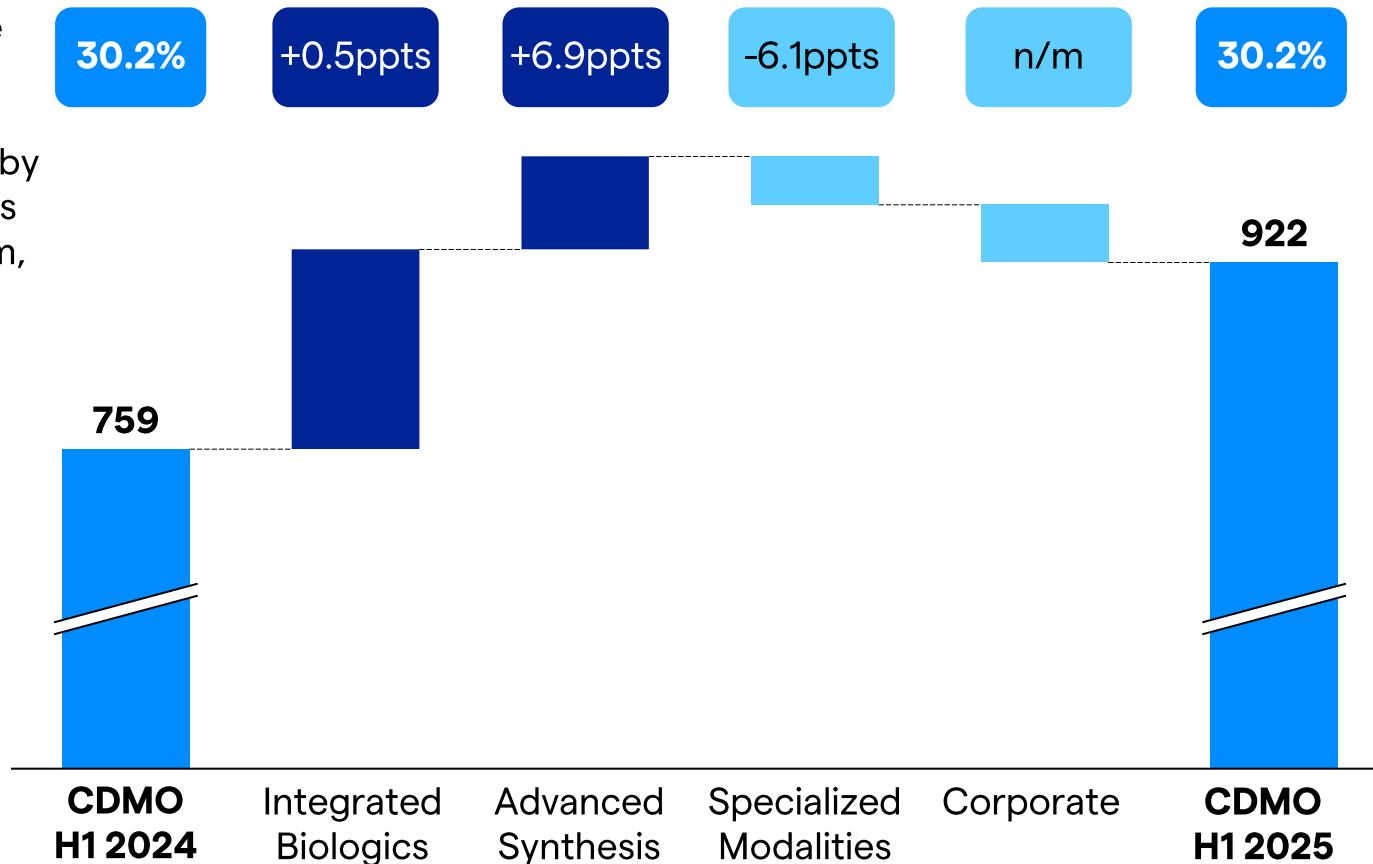 30.2% +0.5ppts +6.9ppts -6.1ppts n/m 30.2%
by
922
759
CDMO
H1 2024
Integrated
Biologics
Advanced
Synthesis
Specialized
Modalities
Corporate
CDMO
H1 2025